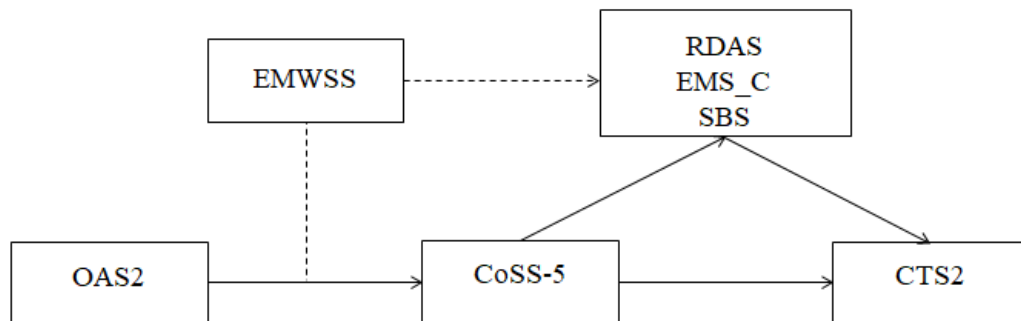 RDAS
EMS_C
SBS
EMWSS
OAS2
CoSS-5
CTS2